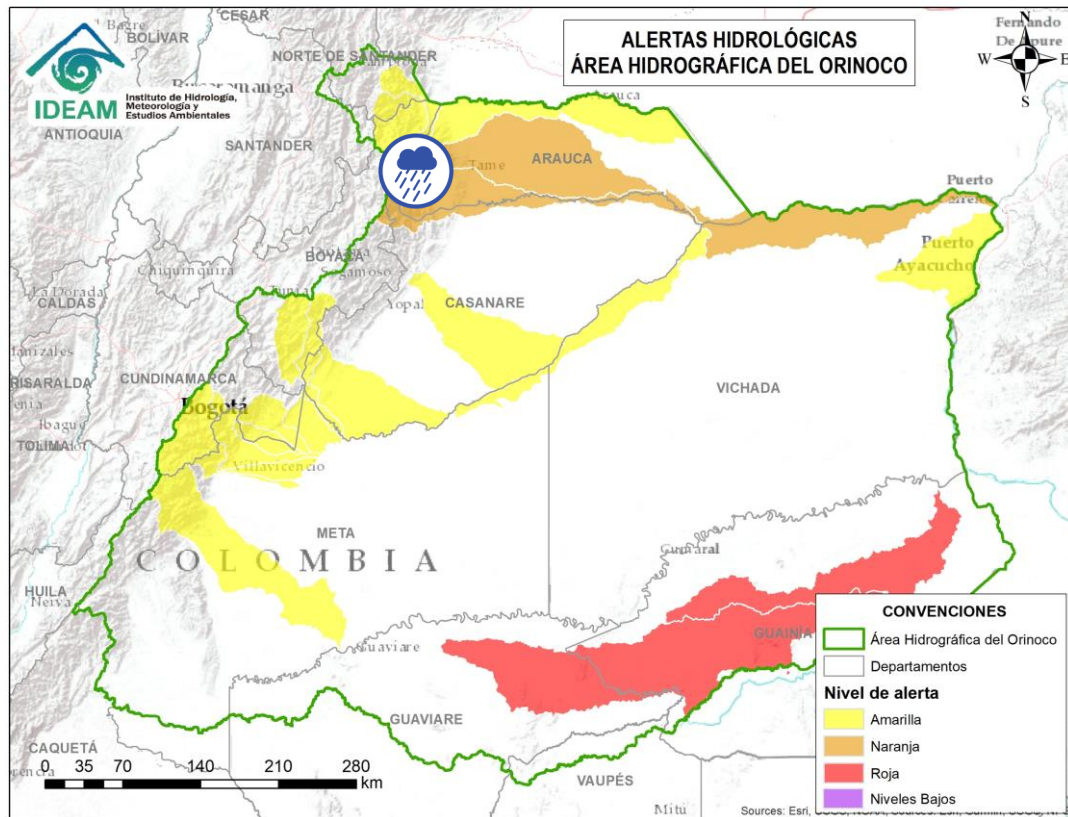 ALERTAS HIDROLÓGICAS
ÁREA HIDROGRÁFICA DEL ORINOCO
IDEAM
Instituto de Hidrología,
Meteorología y
Estudios Ambientales
N
W
E
S
CESAR
BOLÍVAR
NORTE DE SANTANDER
Fernando
De Apure
ANTIOQUIA
SANTANDER
Arauca
Tame
ARAUCA
Puerto
Puerto
Ayacucho
BOYACÁ
Sogamoso
Chiquinquira
Tunja
La Dorada
CALDAS
Yopal
CASANARE
Manizales
RISARALDA
CUNDINAMARCA
Bogotá
VICHADA
Ibague
TOLIMA
Villavicencio
META
COLOMBIA
Cumaral
HUILA
Neiva
Guaviare
GUAINÍA
GUAVIARE
CAQUETÁ
VAUPÉS
Mitu
0 35 70 140 210 280
km
CONVENCIONES
Área Hidrográfica del Orinoco
Departamentos
Nivel de alerta
Amarilla
Naranja
Roja
Niveles Bajos
Sources: Esri,